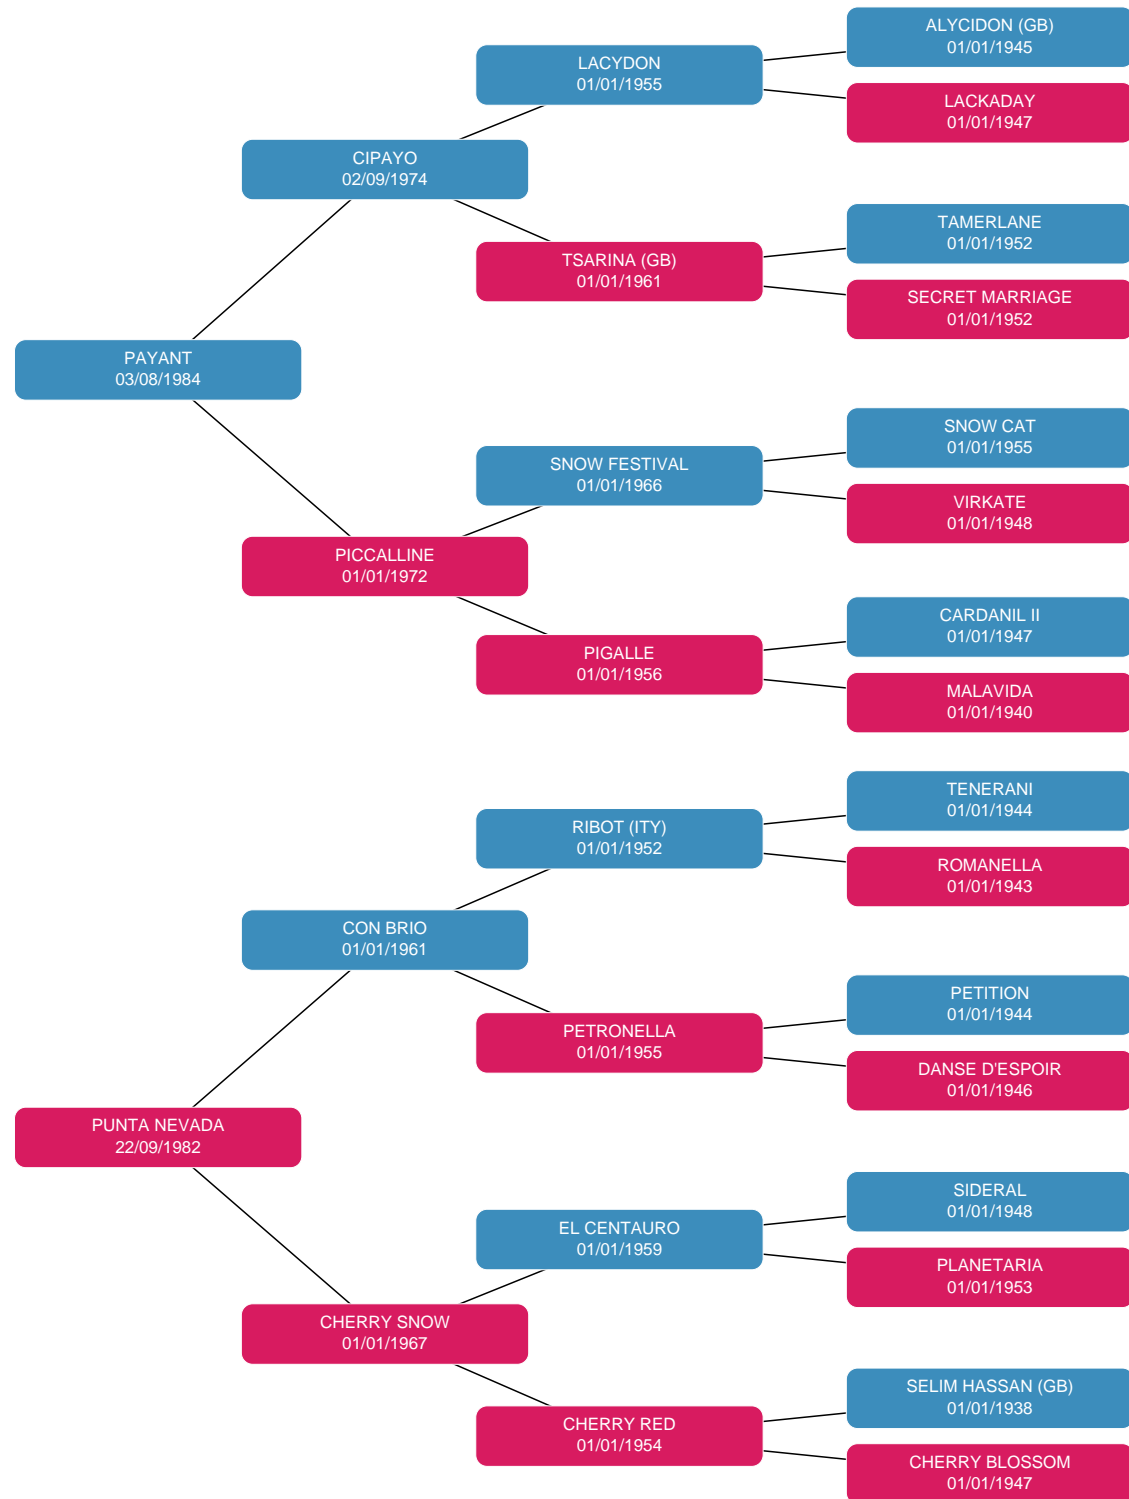 ALYCIDON (GB)
01/01/1945
LACYDON
01/01/1955
LACKADAY
01/01/1947
CIPAYO
02/09/1974
TAMERLANE
01/01/1952
TSARINA (GB)
01/01/1961
SECRET MARRIAGE
01/01/1952
PAYANT
03/08/1984
SNOW CAT
01/01/1955
SNOW FESTIVAL
01/01/1966
VIRKATE
01/01/1948
PICCALLINE
01/01/1972
CARDANIL II
01/01/1947
PIGALLE
01/01/1956
MALAVIDA
01/01/1940
TENERANI
01/01/1944
RIBOT (ITY)
01/01/1952
ROMANELLA
01/01/1943
CON BRIO
01/01/1961
PETITION
01/01/1944
PETRONELLA
01/01/1955
DANSE D'ESPOIR
01/01/1946
PUNTA NEVADA
22/09/1982
SIDERAL
01/01/1948
EL CENTAURO
01/01/1959
PLANETARIA
01/01/1953
CHERRY SNOW
01/01/1967
SELIM HASSAN (GB)
01/01/1938
CHERRY RED
01/01/1954
CHERRY BLOSSOM
01/01/1947